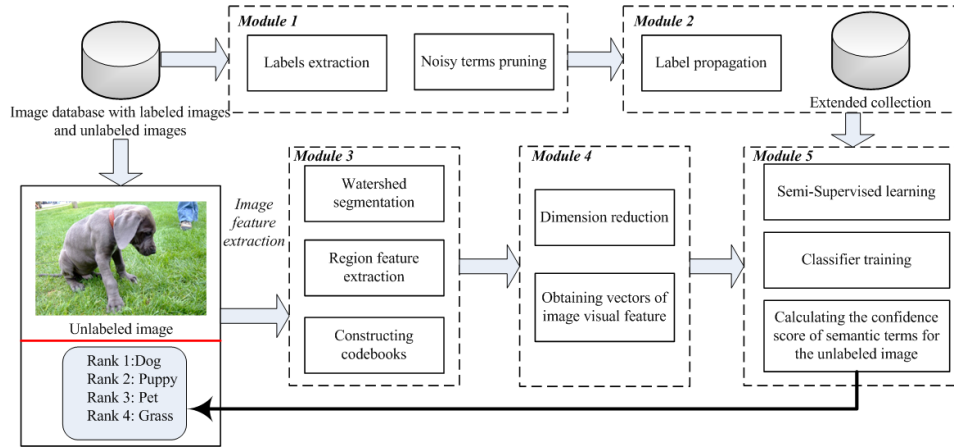 Module 1
Labels extraction
Noisy terms pruning
Module 2
Label propagation
Extended collection
Image database with labeled images
and unlabeled images
Image
feature
extraction
Unlabeled image
Rank 1:Dog
Rank 2: Puppy
Rank 3: Pet
Rank 4: Grass
Module 3
Watershed
segmentation
Region feature
extraction
Constructing
codebooks
Module 4
Dimension reduction
Obtaining vectors of
image visual feature
Module 5
Semi-Supervised learning
Classifier training
Calculating the confidence
score of semantic terms for
the unlabeled image